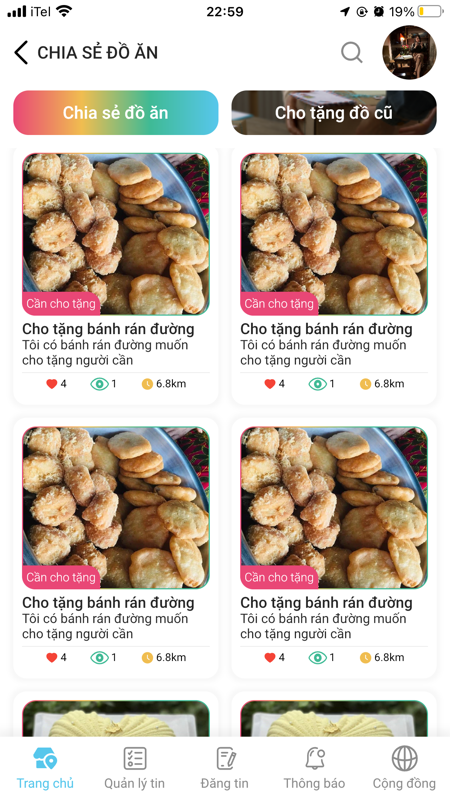 iTel 22:59 19%
CHIA SẺ ĐỒ ĂN
Chia sẻ đồ ăn Cho tặng đồ cũ
Cần cho tặng Cần cho tặng
Cho tặng bánh rán đường Cho tặng bánh rán đường
Tôi có bánh rán đường muốn Tôi có bánh rán đường muốn
cho tặng người cần cho tặng người cần
4 1 6.8km 4 1 6.8km
Cần cho tặng Cần cho tặng
Cho tặng bánh rán đường Cho tặng bánh rán đường
Tôi có bánh rán đường muốn Tôi có bánh rán đường muốn
cho tặng người cần cho tặng người cần
4 1 6.8km 4 1 6.8km
Trang chủ Quản lý tin Đăng tin Thông báo Cộng đồng